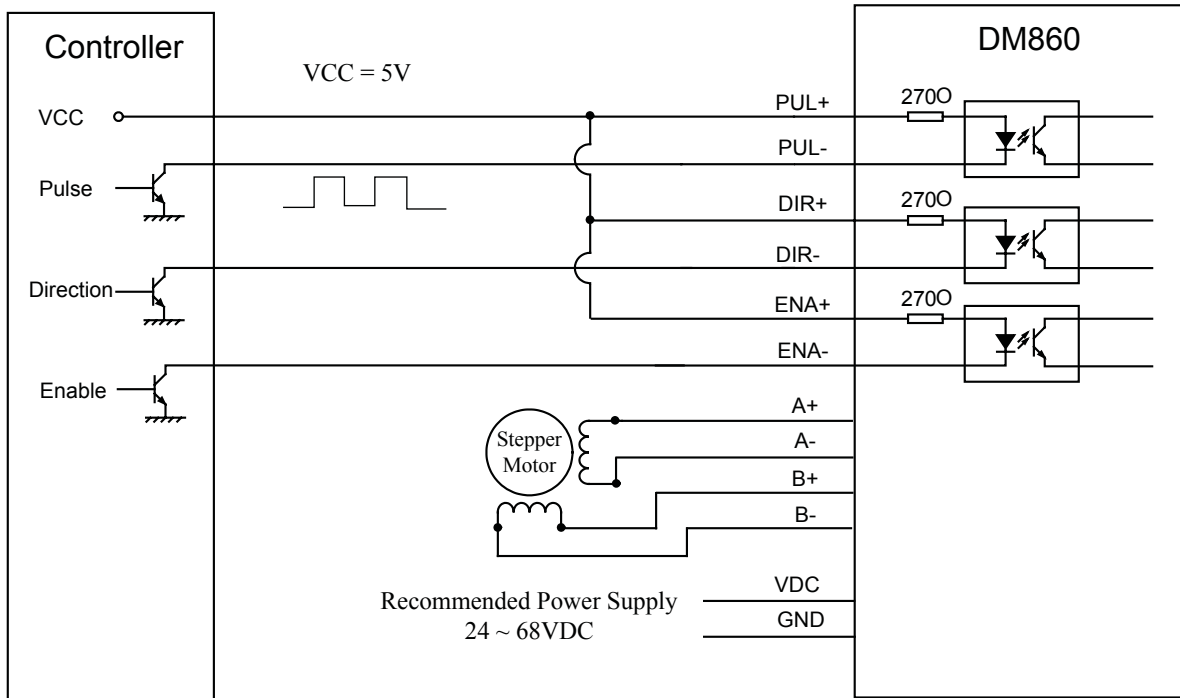 Controller
DM860
VCC = 5V
VCC
PUL+
270O
PUL-
Pulse
DIR+
270O
DIR-
Direction
ENA+
270O
ENA-
Enable
A+
Stepper
Motor
A-
B+
B-
VDC
Recommended Power Supply
24 ~ 68VDC
GND